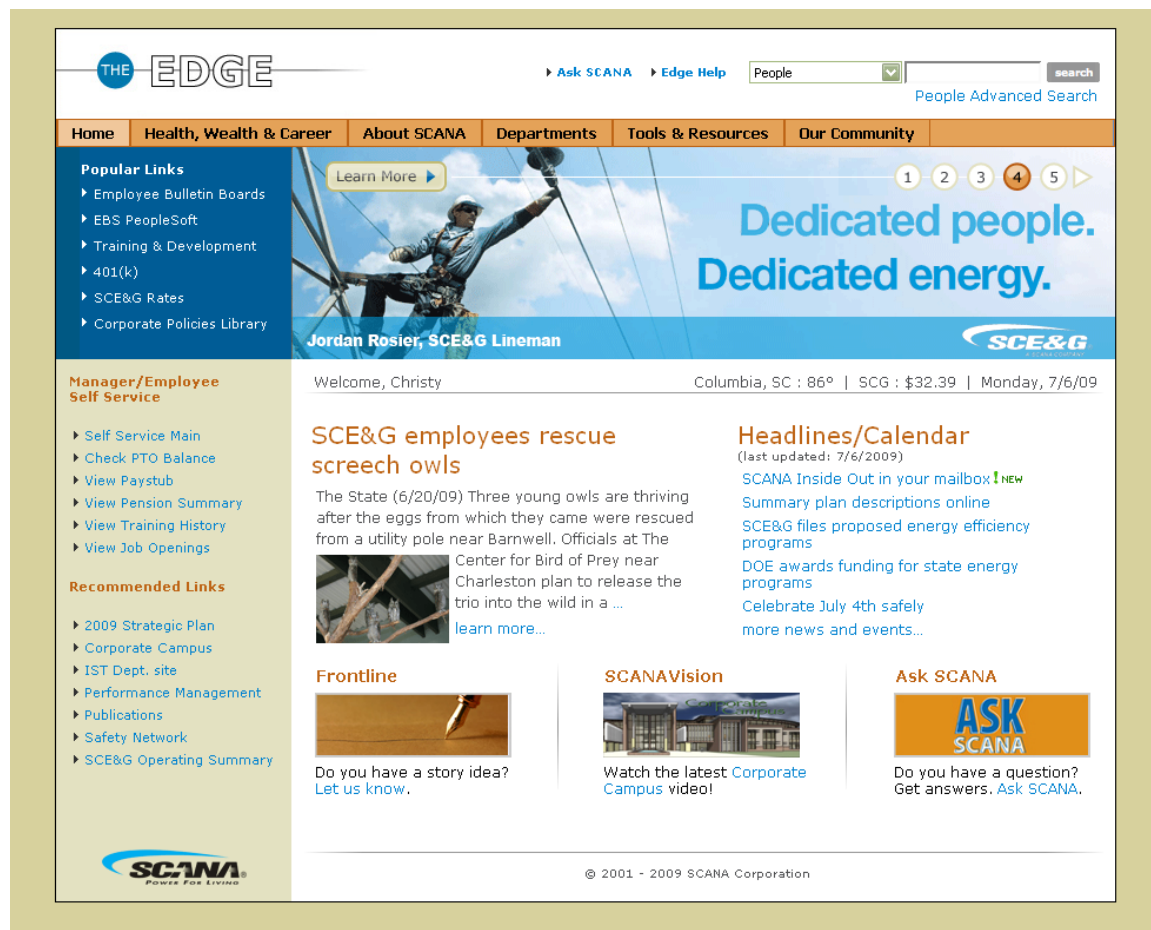 THE EDGE
Ask SCANA
Edge Help
People
search
People Advanced Search
Home
Health, Wealth & Career
About SCANA
Departments
Tools & Resources
Our Community
Popular Links
Employee Bulletin Boards
EBS PeopleSoft
Training & Development
401(k)
SCE&G Rates
Corporate Policies Library
Learn More
1 2 3 4 5
Dedicated people.
Dedicated energy.
Jordan Rosier, SCE&G Lineman
SCE&G
A SCANA COMPANY
Manager/Employee
Self Service
Self Service Main
Check PTO Balance
View Paystub
View Pension Summary
View Training History
View Job Openings
Recommended Links
2009 Strategic Plan
Corporate Campus
IST Dept. site
Performance Management
Publications
Safety Network
SCE&G Operating Summary
SCANA®
POWER FOR LIVING
Welcome, Christy
Columbia, SC : 86º | SCG : $32.39 | Monday, 7/6/09
SCE&G employees rescue
screech owls
The State (6/20/09) Three young owls are thriving
after the eggs from which they came were rescued
from a utility pole near Barnwell. Officials at The
Center for Bird of Prey near
Charleston plan to release the
trio into the wild in a ...
learn more...
Headlines/Calendar
(last updated: 7/6/2009)
SCANA Inside Out in your mailbox! NEW
Summary plan descriptions online
SCE&G files proposed energy efficiency
programs
DOE awards funding for state energy
programs
Celebrate July 4th safely
more news and events...
Frontline
Do you have a story idea?
Let us know.
SCANAVision
Corporate
Campus
Watch the latest Corporate
Campus video!
Ask SCANA
ASK
SCANA
Do you have a question?
Get answers. Ask SCANA.
© 2001 - 2009 SCANA Corporation